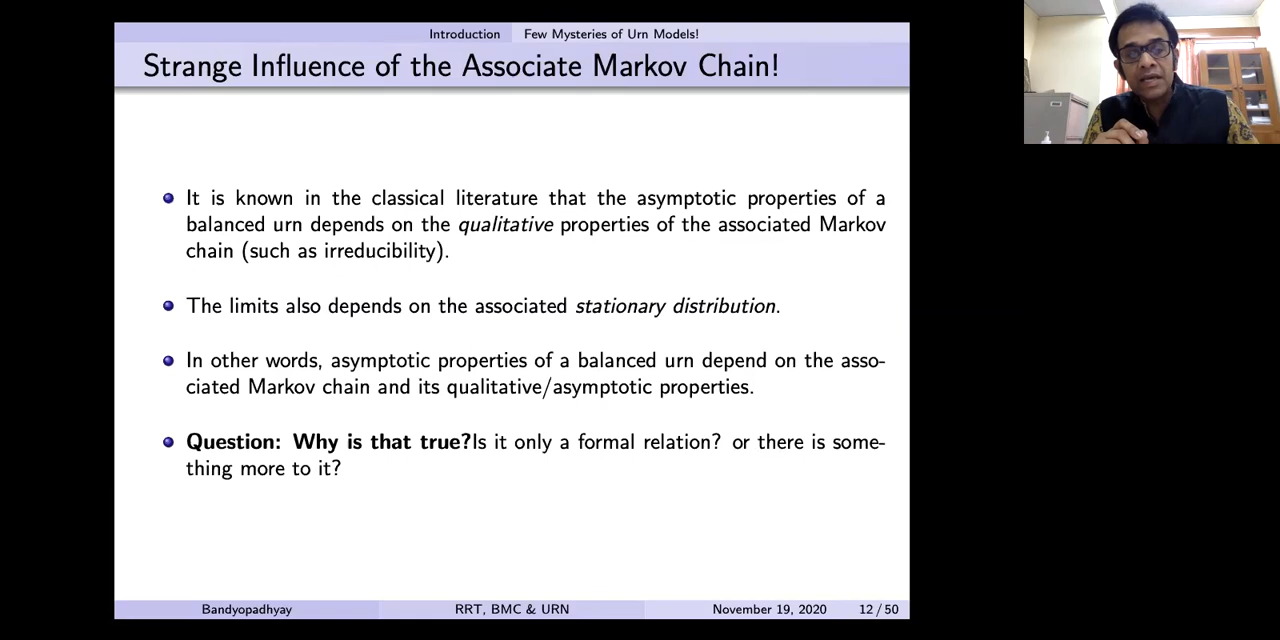 Introduction Few Mysteries of Urn Models!
Strange Influence of the Associate Markov Chain!
It is known in the classical literature that the asymptotic properties of a
balanced urn depends on the qualitative properties of the associated Markov
chain (such as irreducibility).
The limits also depends on the associated stationary distribution.
In other words, asymptotic properties of a balanced urn depend on the asso-
ciated Markov chain and its qualitative/asymptotic properties.
Question: Why is that true?Is it only a formal relation? or there is some-
thing more to it?
Bandyopadhyay RRT, BMC & URN November 19, 2020 12 / 50